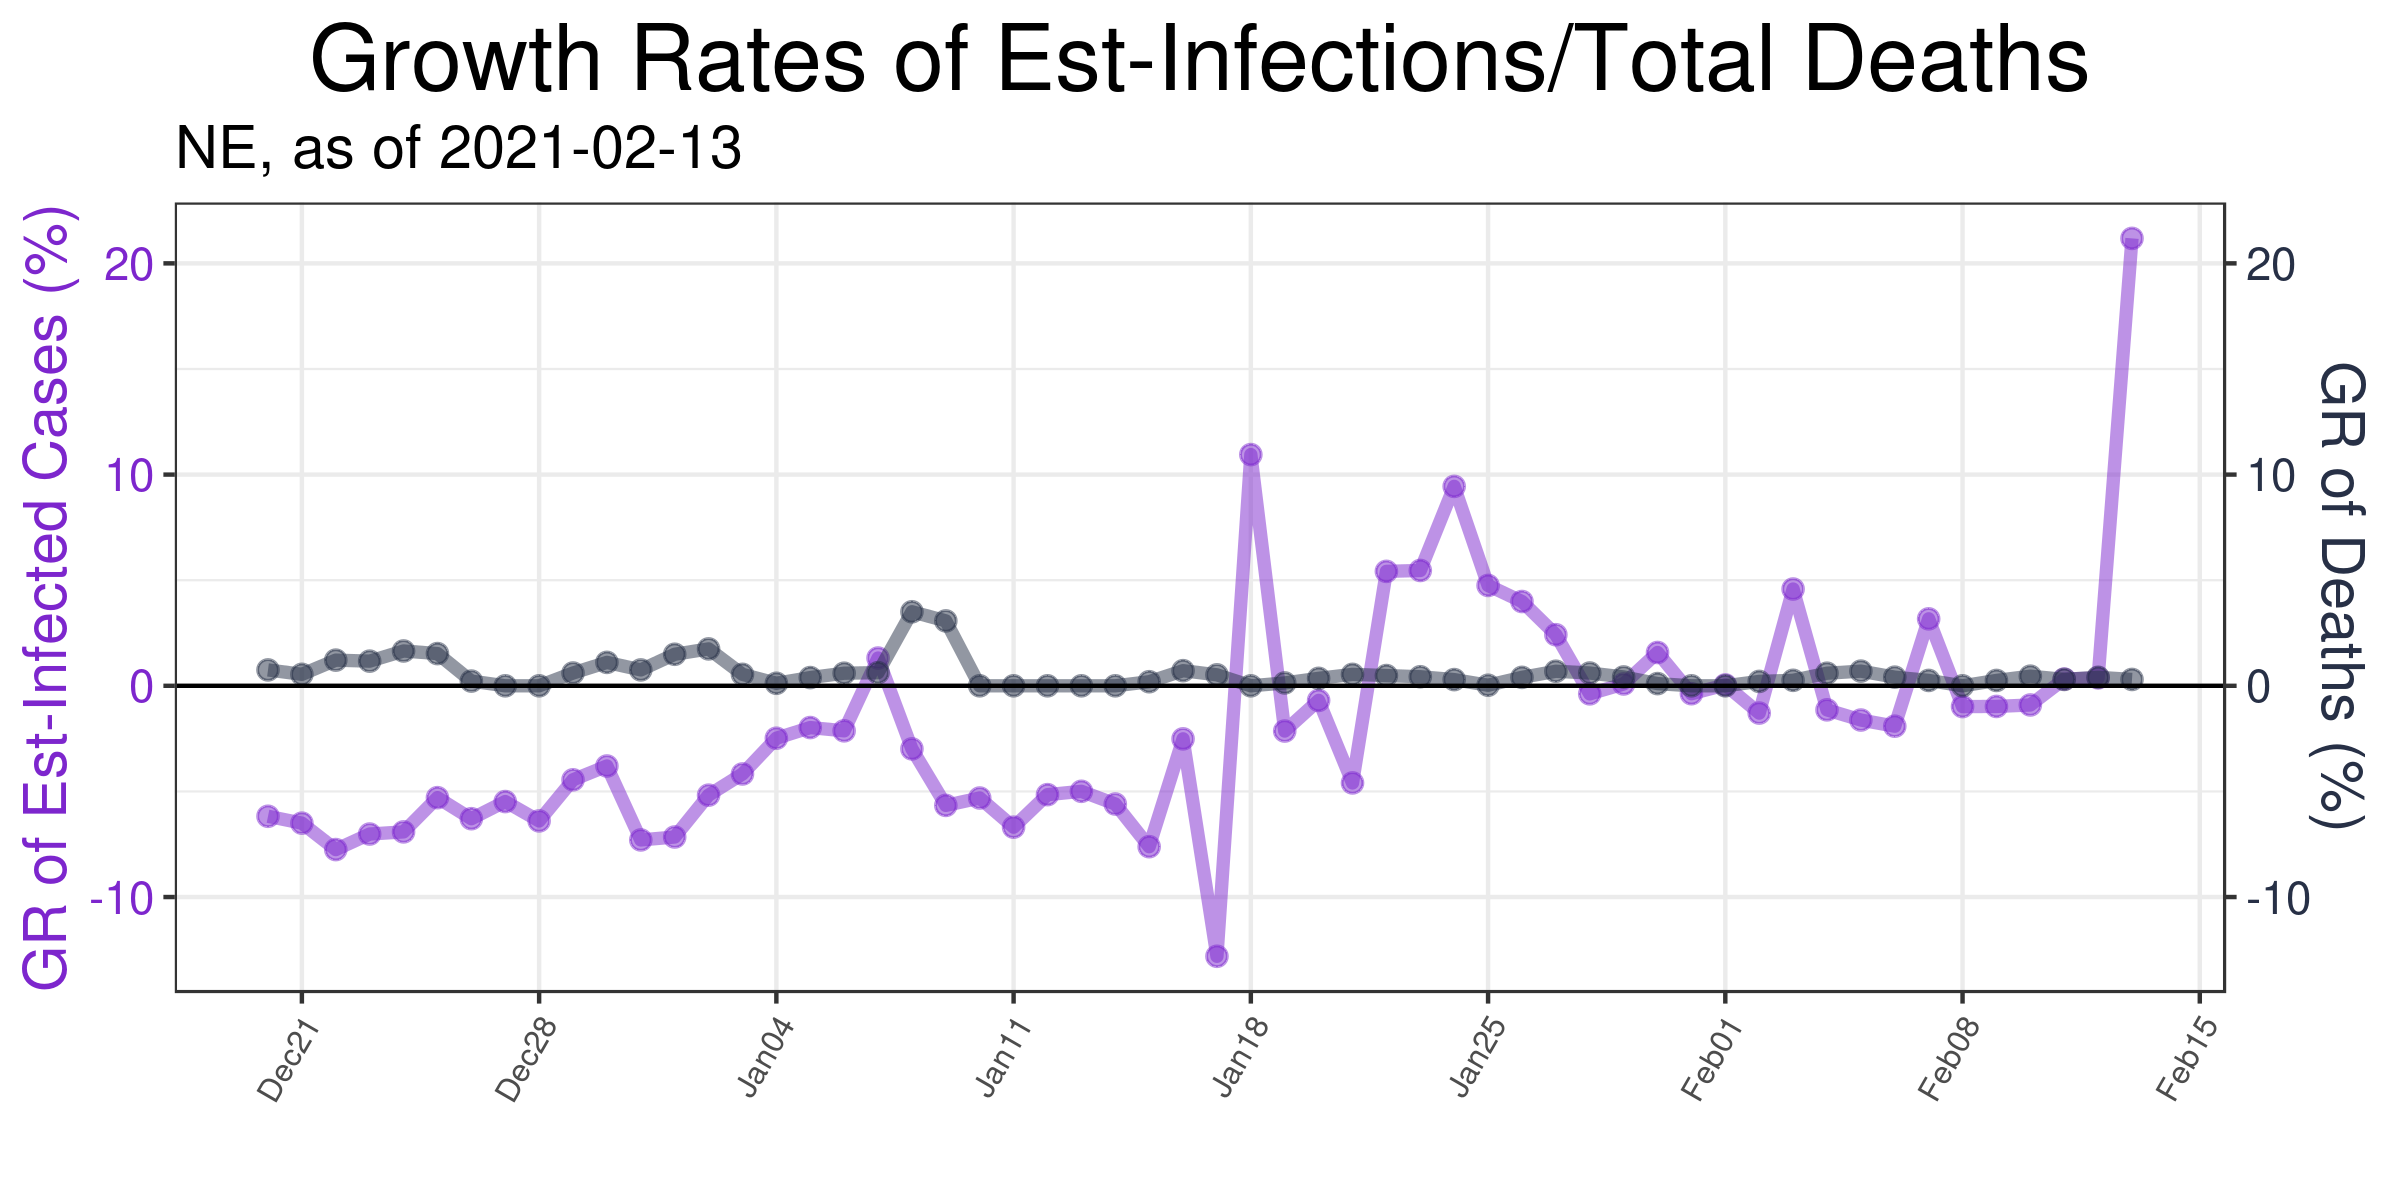 Growth Rates of Est-Infections/Total Deaths
NE, as of 2021-02-13
GR of Est-Infected Cases (%)
20
10
0
-10
20
10
0
-10
GR of Deaths (%)
Dec21
Dec28
Jan04
Jan11
Jan18
Jan25
Feb01
Feb08
Feb15